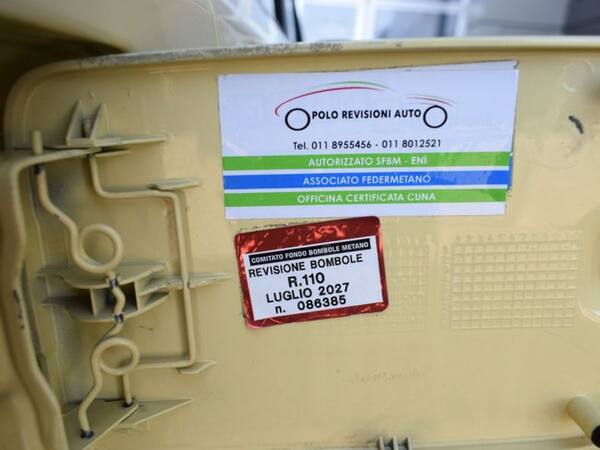 POLO REVISIONI AUTO
Tel. 011 8955456 - 011 8012521
AUTORIZZATO SFBM - ENI
ASSOCIATO FEDERMETANO
OFFICINA CERTIFICATA CUNA
COMITATO FONDO BOMBOLE METANO
REVISIONE BOMBOLE
R.110
LUGLIO 2027
n. 086385